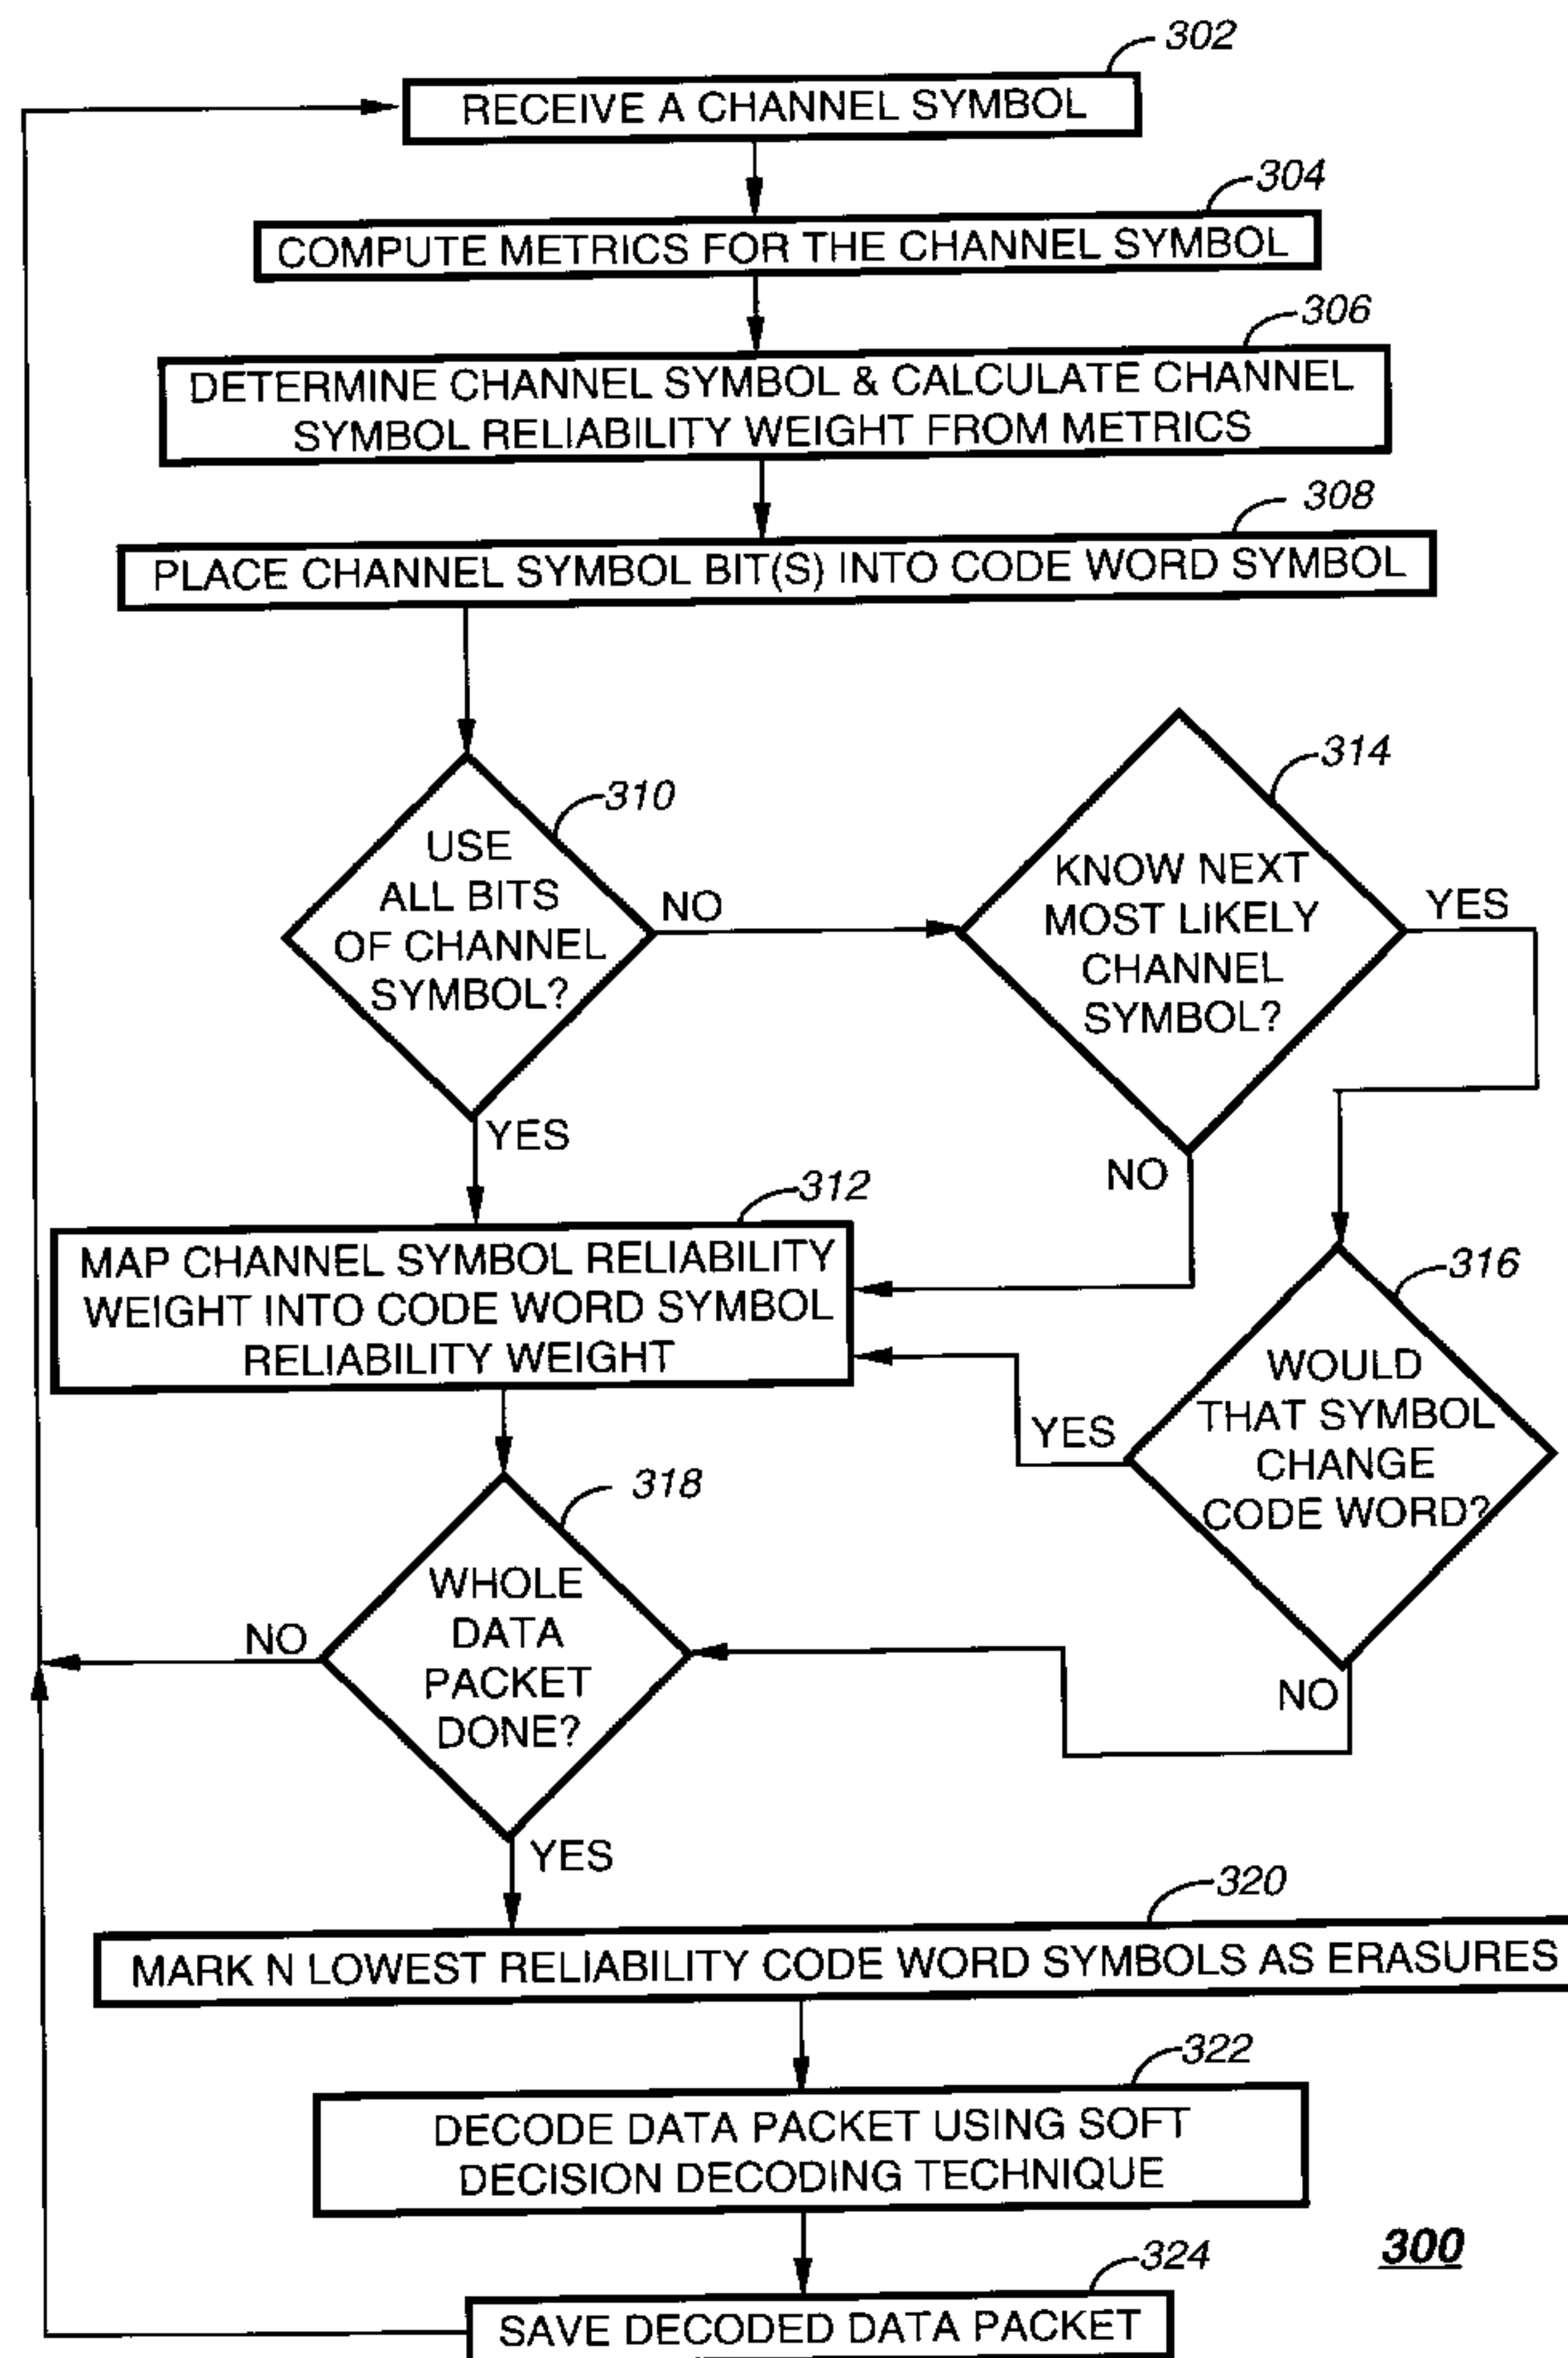 302
RECEIVE A CHANNEL SYMBOL
304
COMPUTE METRICS FOR THE CHANNEL SYMBOL
306
DETERMINE CHANNEL SYMBOL & CALCULATE CHANNEL
SYMBOL RELIABILITY WEIGHT FROM METRICS
308
PLACE CHANNEL SYMBOL BIT(S) INTO CODE WORD SYMBOL
310
USE
ALL BITS
OF CHANNEL
SYMBOL?
NO
YES
314
KNOW NEXT
MOST LIKELY
CHANNEL
SYMBOL?
YES
NO
312
MAP CHANNEL SYMBOL RELIABILITY
WEIGHT INTO CODE WORD SYMBOL
RELIABILITY WEIGHT
316
WOULD
THAT SYMBOL
CHANGE
CODE WORD?
YES
NO
318
WHOLE
DATA
PACKET
DONE?
NO
YES
320
MARK N LOWEST RELIABILITY CODE WORD SYMBOLS AS ERASURES
322
DECODE DATA PACKET USING SOFT
DECISION DECODING TECHNIQUE
300
324
SAVE DECODED DATA PACKET